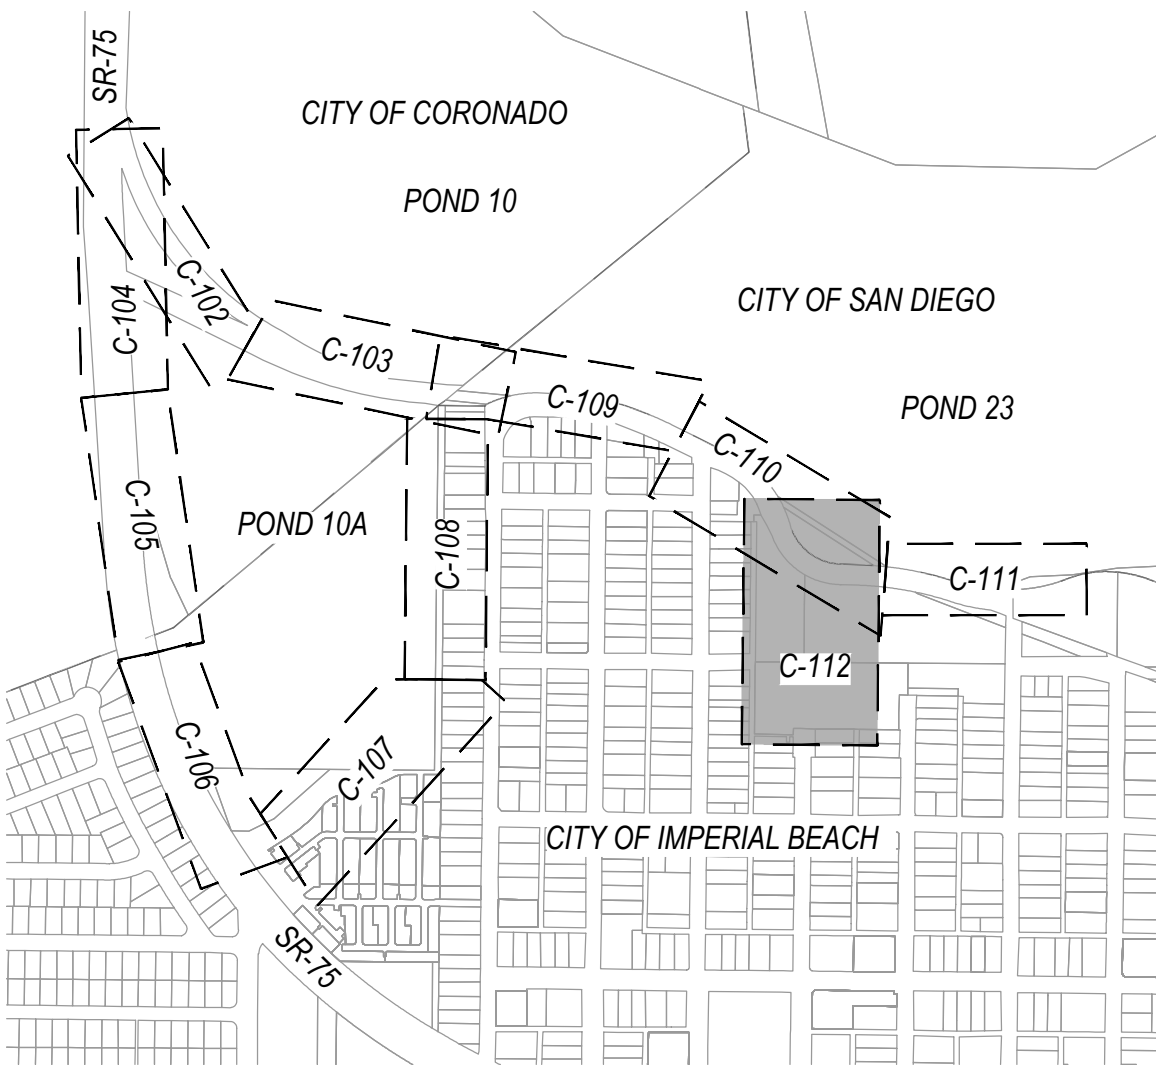 SR-75
CITY OF CORONADO
POND 10
C-102
C-104
CITY OF SAN DIEGO
C-103
C-109
POND 23
C-110
C-105
POND 10A
C-108
C-111
C-112
C-106
C-107
CITY OF IMPERIAL BEACH
SR-75